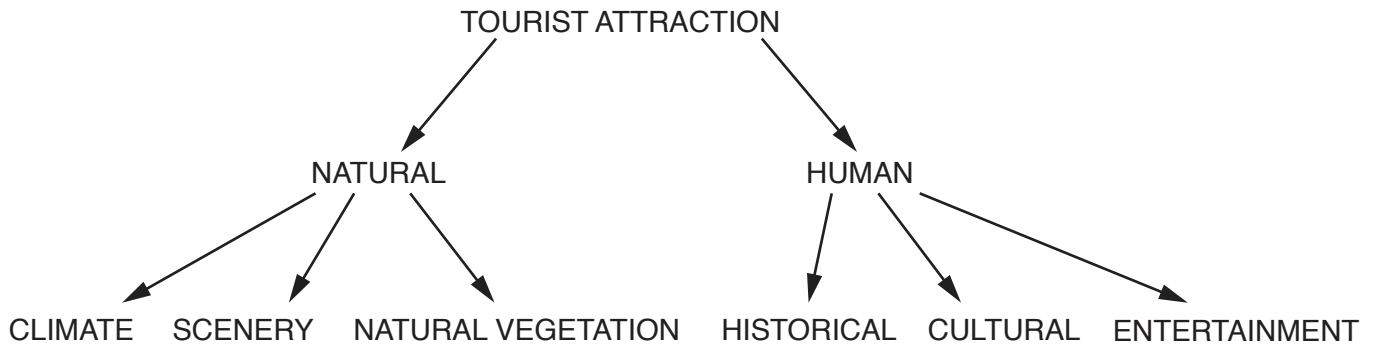 TOURIST ATTRACTION
NATURAL HUMAN
CLIMATE SCENERY NATURAL VEGETATION HISTORICAL CULTURAL ENTERTAINMENT